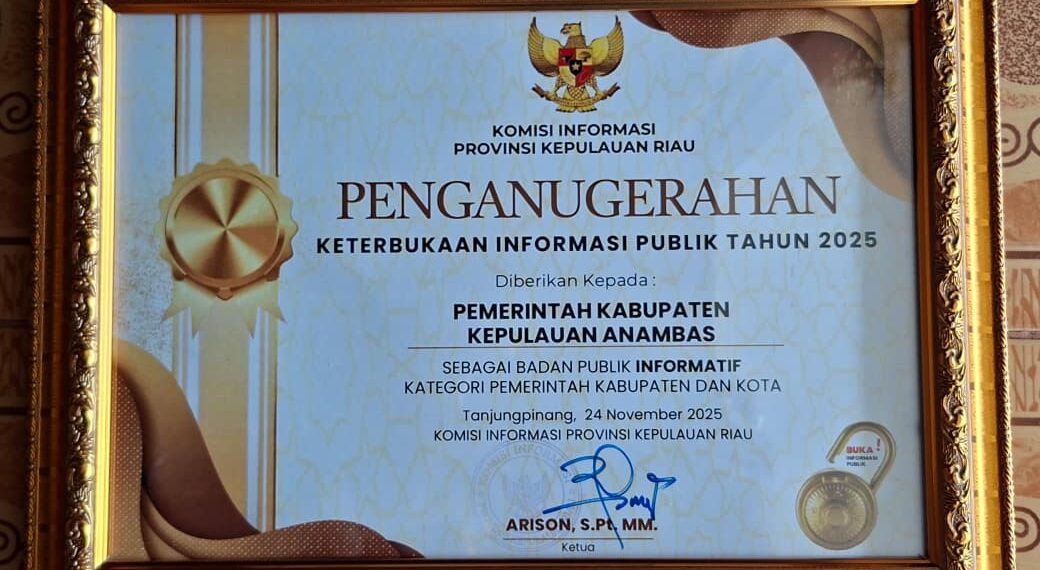 KOMISI INFORMASI
PROVINSI KEPULAUAN RIAU
PENGANUGERAHAN
KETERBUKAAN INFORMASI PUBLIK TAHUN 2025
Diberikan Kepada :
PEMERINTAH KABUPATEN
KEPULAUAN ANAMBAS
SEBAGAI BADAN PUBLIK INFORMATIF
KATEGORI PEMERINTAH KABUPATEN DAN KOTA
Tanjungpinang, 24 November 2025
KOMISI INFORMASI PROVINSI KEPULAUAN RIAU
BUKA !
INFORMASI
PUBLIK
ARISON, S.Pt. MM.
Ketua